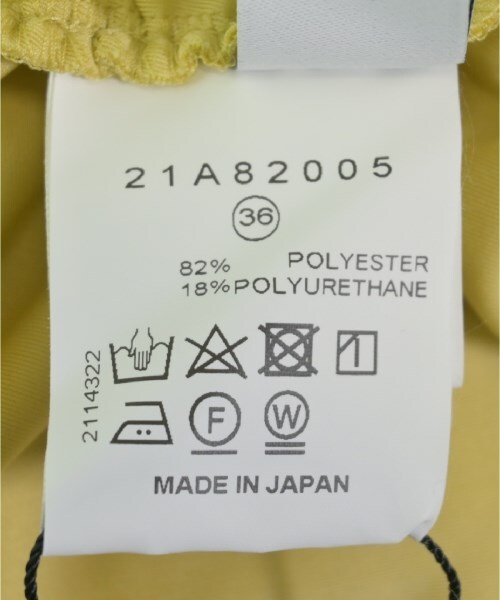 21A82005
36
82% POLYESTER
18% POLYURETHANE
2114322
F W
MADE IN JAPAN